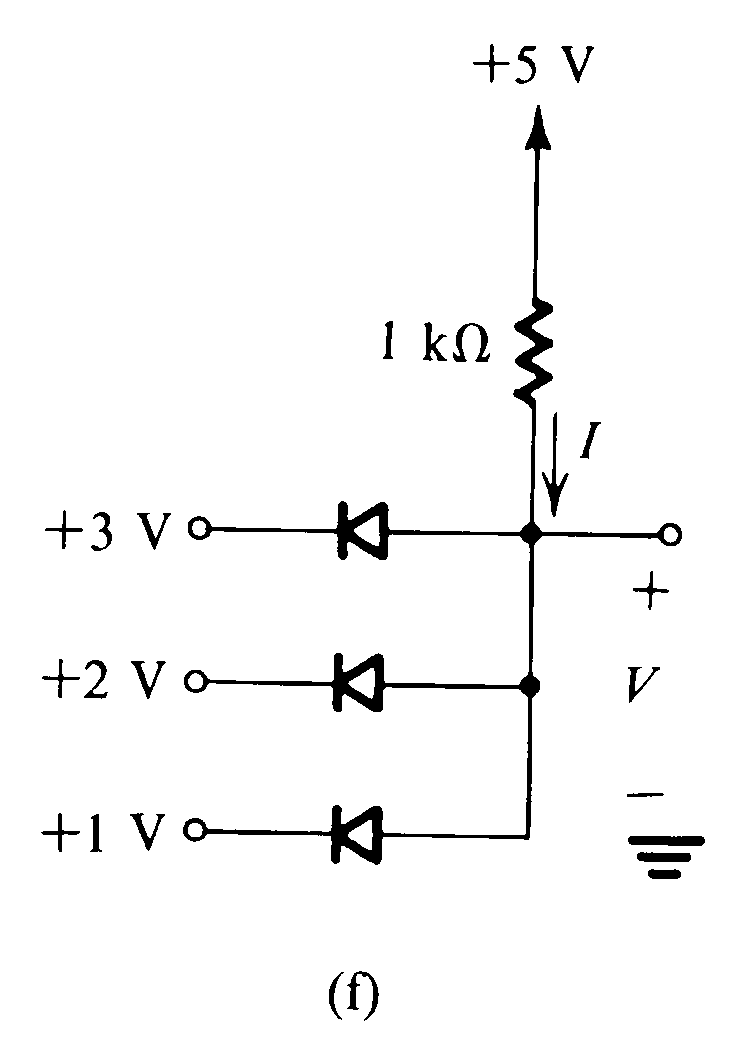 +5 V
1 kΩ
I
+3 V
+
+2 V
V
−
+1 V
(f)